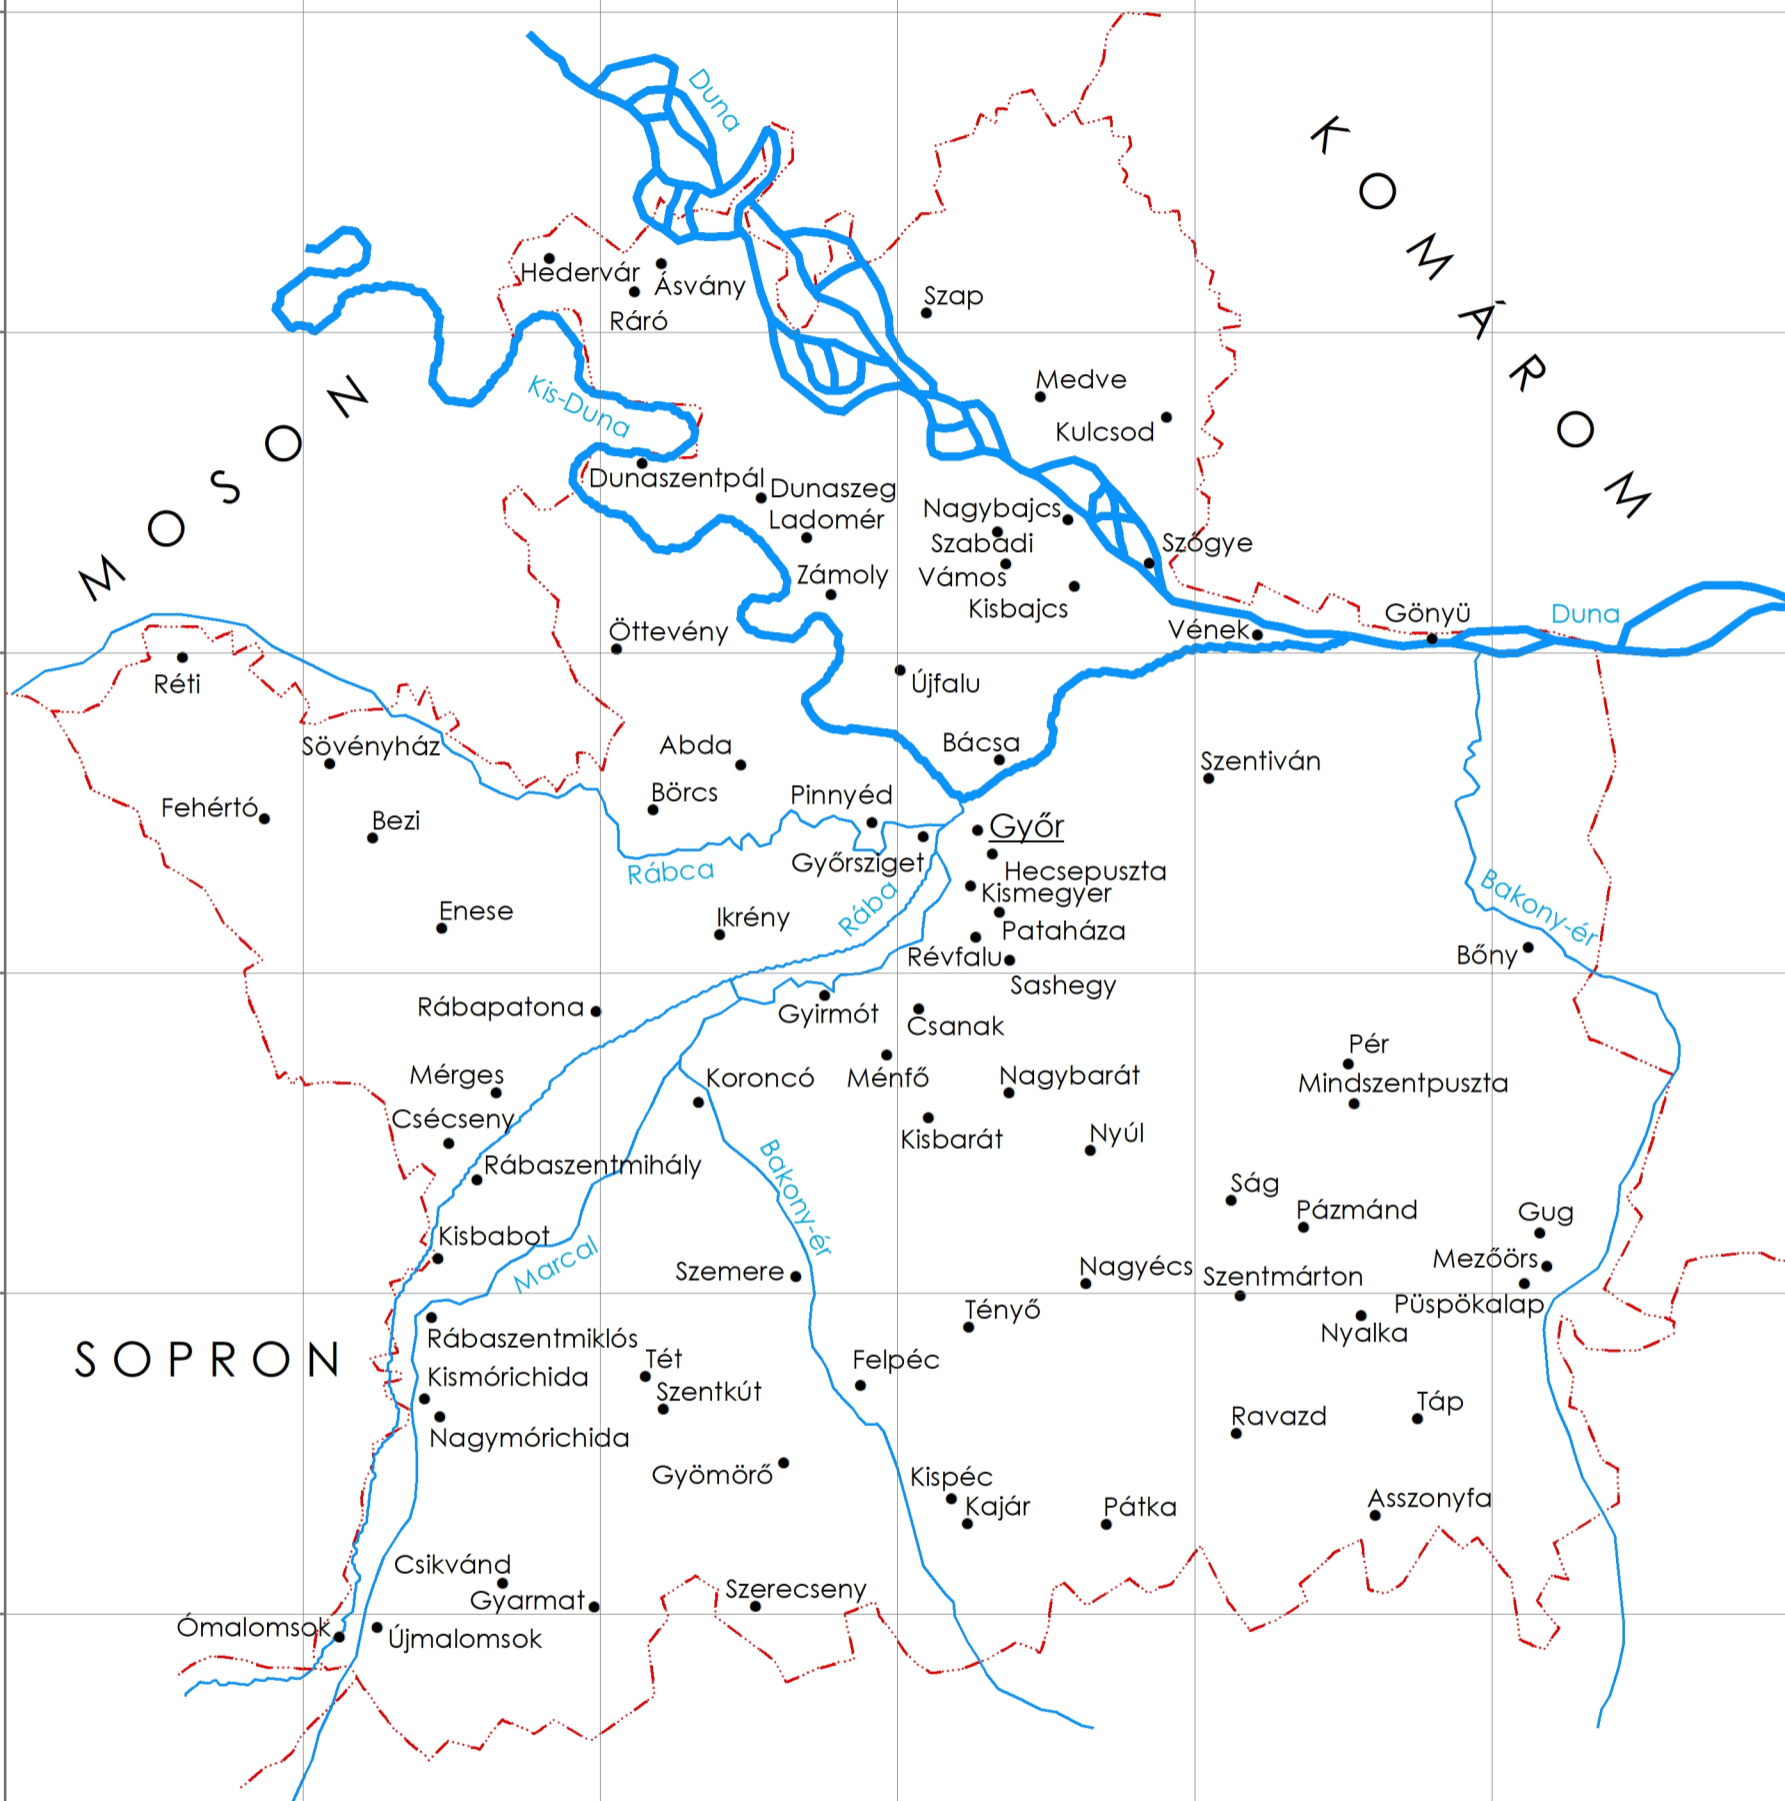 Duna
KOMÁROM
Hédervár
Ásvány
Ráró
Szap
MOSON
Kis-Duna
Medve
Kulcsod
Dunaszentpál
Dunaszeg
Ladomér
Nagybajcs
Szabadi
Szőgye
Vámos
Zámoly
Kisbajcs
Gönyü
Duna
Öttevény
Vének
Réti
Újfalu
Sövényház
Abda
Bácsa
Szentiván
Börcs
Pinnyéd
Fehértó
Bezi
Győr
Győrsziget
Rábca
Hecsepuszta
Kismegyer
Rába
Bakony-ér
Enese
Ikrény
Pataháza
Révfalu
Bőny
Sashegy
Rábapatona
Gyirmót
Csanak
Pér
Mérges
Koroncó
Ménfő
Nagybarát
Mindszentpuszta
Csécseny
Kisbarát
Nyúl
Rábaszentmihály
Bakony-ér
Ság
Pázmánd
Gug
Kisbabot
Marcal
Szemere
Nagyécs
Szentmárton
Mezőörs
Püspökalap
Tényő
Nyalka
Rábaszentmiklós
SOPRON
Tét
Felpéc
Kismórichida
Szentkút
Táp
Ravazd
Nagymórichida
Gyömörő
Kispéc
Kajár
Pátka
Asszonyfa
Csikvánd
Gyarmat
Szerecseny
Ómalomsok
Újmalomsok